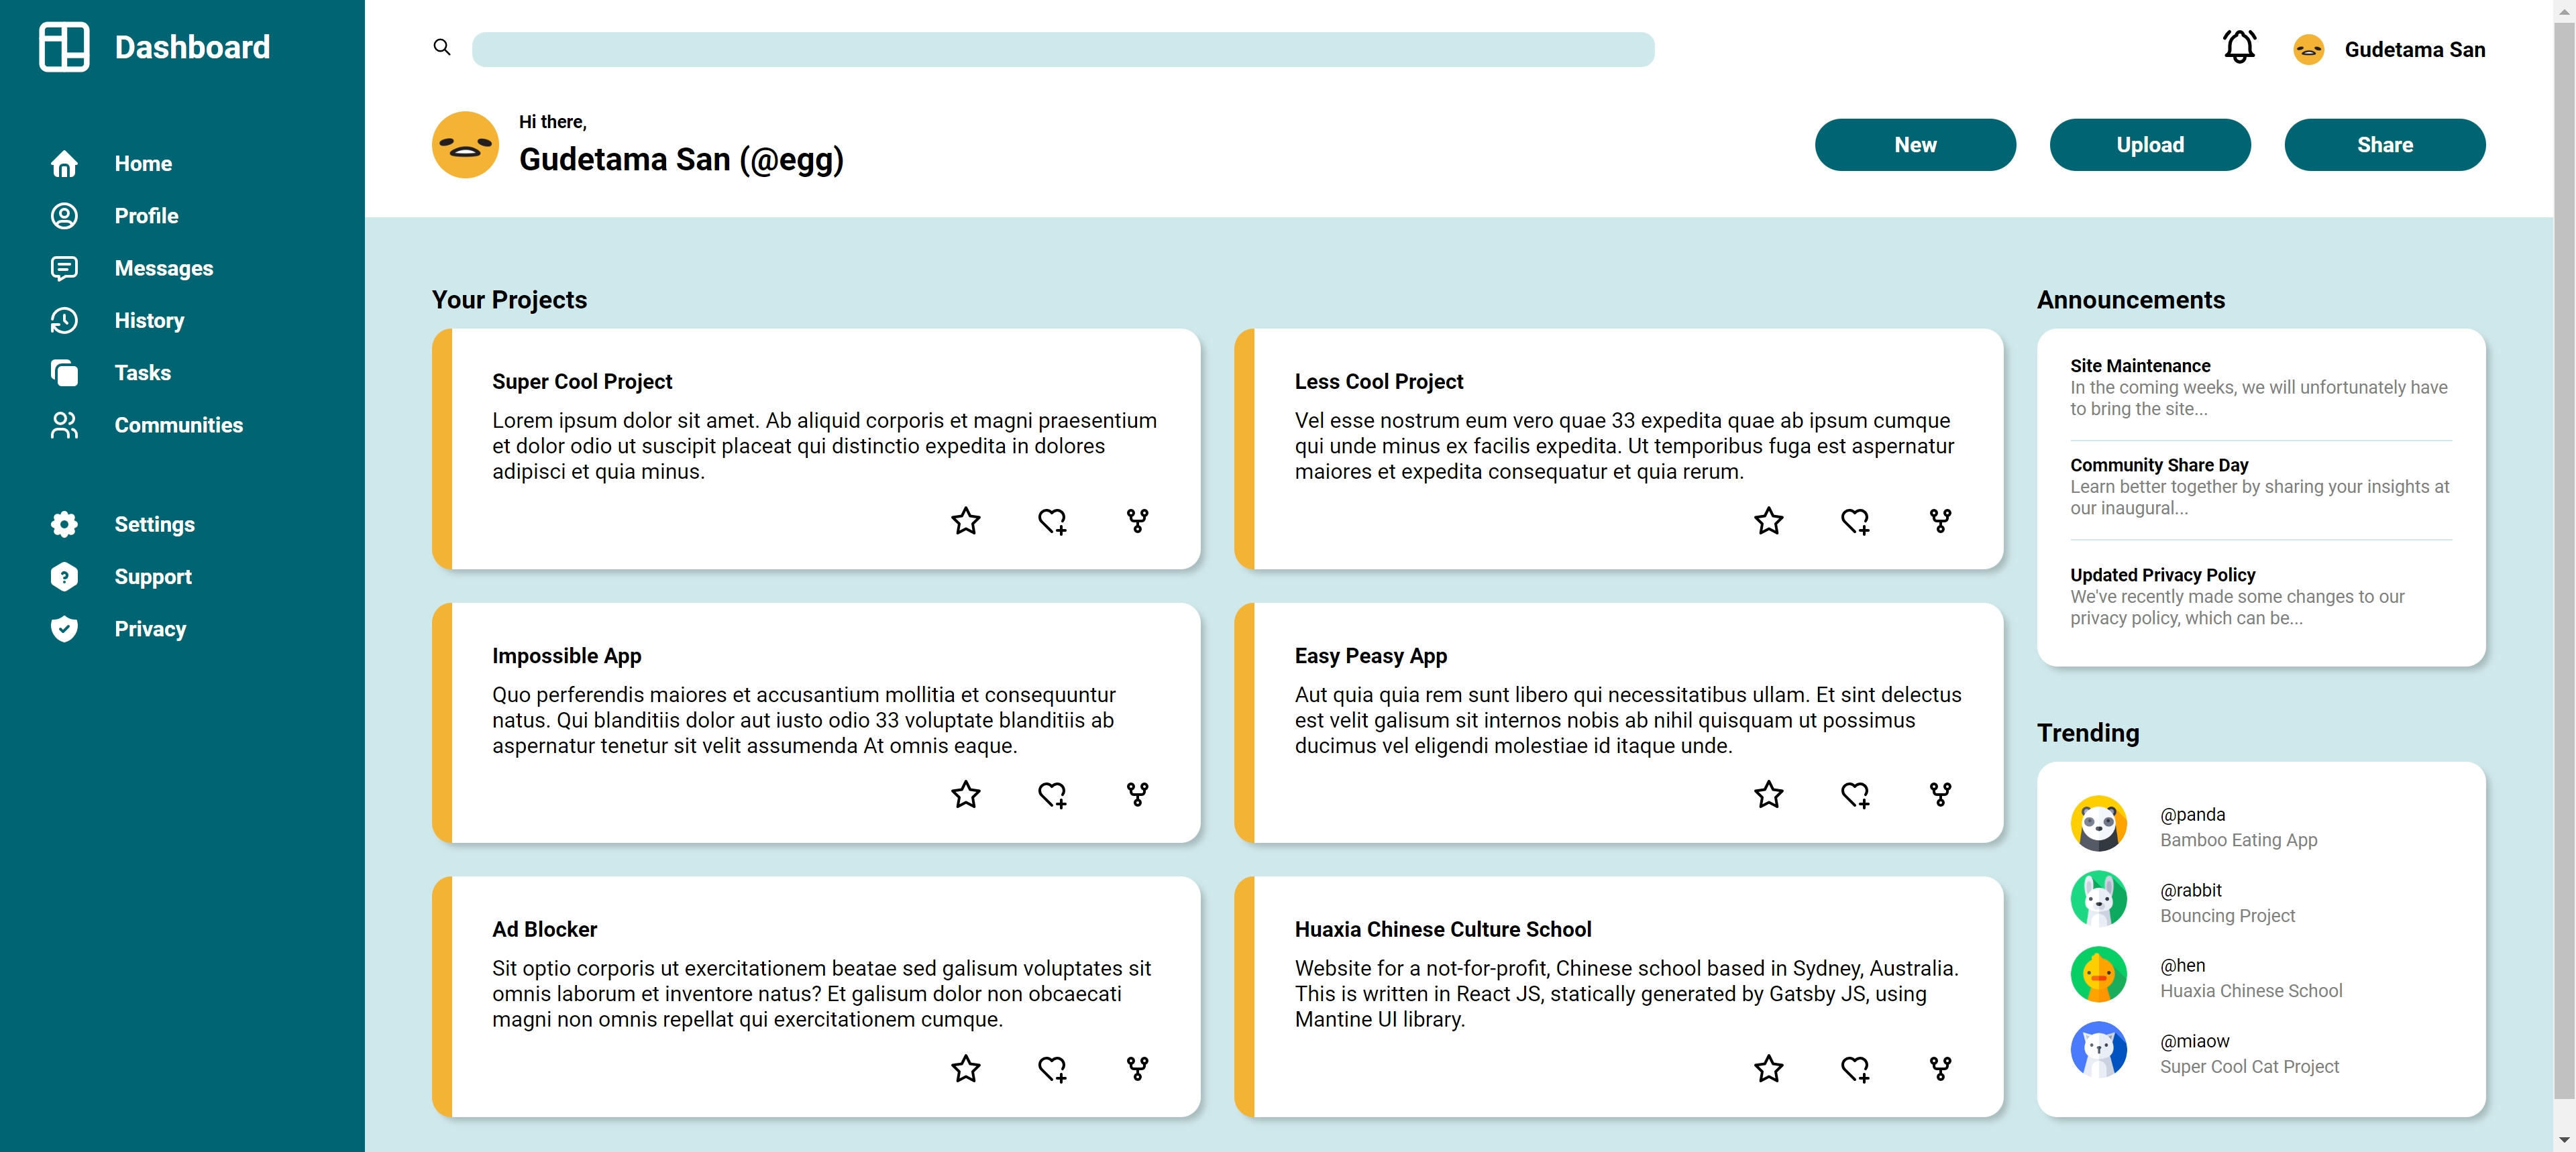 Dashboard
Home
Profile
Messages
History
Tasks
Communities
Settings
Support
Privacy
Gudetama San
Hi there,
Gudetama San (@egg)
New
Upload
Share
Your Projects
Super Cool Project
Lorem ipsum dolor sit amet. Ab aliquid corporis et magni praesentium
et dolor odio ut suscipit placeat qui distinctio expedita in dolores
adipisci et quia minus.
Less Cool Project
Vel esse nostrum eum vero quae 33 expedita quae ab ipsum cumque
qui unde minus ex facilis expedita. Ut temporibus fuga est aspernatur
maiores et expedita consequatur et quia rerum.
Impossible App
Quo perferendis maiores et accusantium mollitia et consequuntur
natus. Qui blanditiis dolor aut iusto odio 33 voluptate blanditiis ab
aspernatur tenetur sit velit assumenda At omnis eaque.
Easy Peasy App
Aut quia quia rem sunt libero qui necessitatibus ullam. Et sint delectus
est velit galisum sit internos nobis ab nihil quisquam ut possimus
ducimus vel eligendi molestiae id itaque unde.
Ad Blocker
Sit optio corporis ut exercitationem beatae sed galisum voluptates sit
omnis laborum et inventore natus? Et galisum dolor non obcaecati
magni non omnis repellat qui exercitationem cumque.
Huaxia Chinese Culture School
Website for a not-for-profit, Chinese school based in Sydney, Australia.
This is written in React JS, statically generated by Gatsby JS, using
Mantine UI library.
Announcements
Site Maintenance
In the coming weeks, we will unfortunately have
to bring the site...
Community Share Day
Learn better together by sharing your insights at
our inaugural...
Updated Privacy Policy
We've recently made some changes to our
privacy policy, which can be...
Trending
@panda
Bamboo Eating App
@rabbit
Bouncing Project
@hen
Huaxia Chinese School
@miaow
Super Cool Cat Project